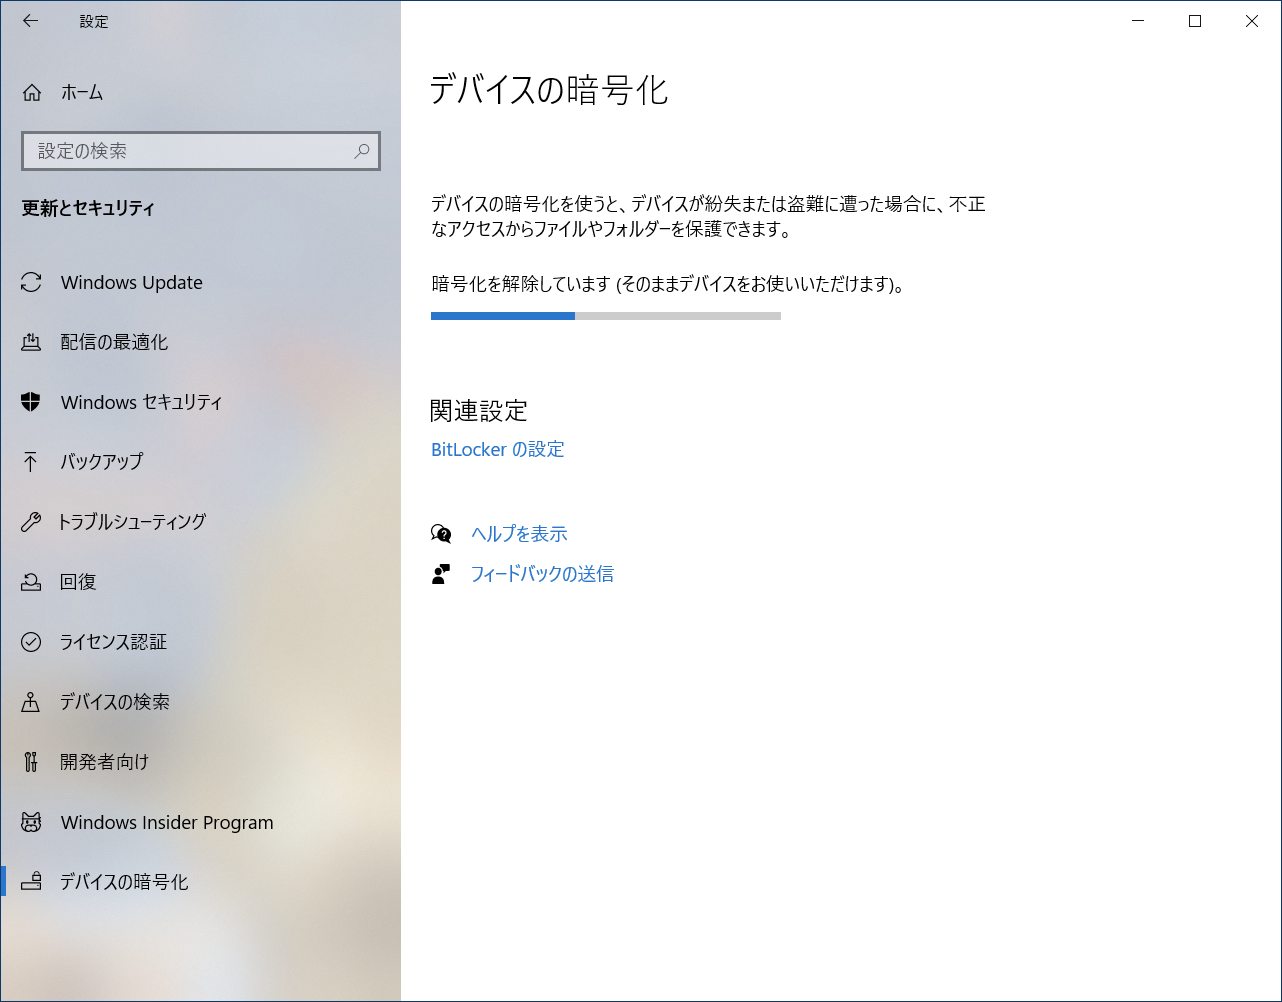 設定
ホーム
設定の検索
更新とセキュリティ
Windows Update
配信の最適化
Windows セキュリティ
バックアップ
トラブルシューティング
回復
ライセンス認証
デバイスの検索
開発者向け
Windows Insider Program
デバイスの暗号化
デバイスの暗号化
デバイスの暗号化を使うと、デバイスが紛失または盗難に遭った場合に、不正
なアクセスからファイルやフォルダーを保護できます。
暗号化を解除しています (そのままデバイスをお使いいただけます)。
関連設定
BitLocker の設定
ヘルプを表示
フィードバックの送信